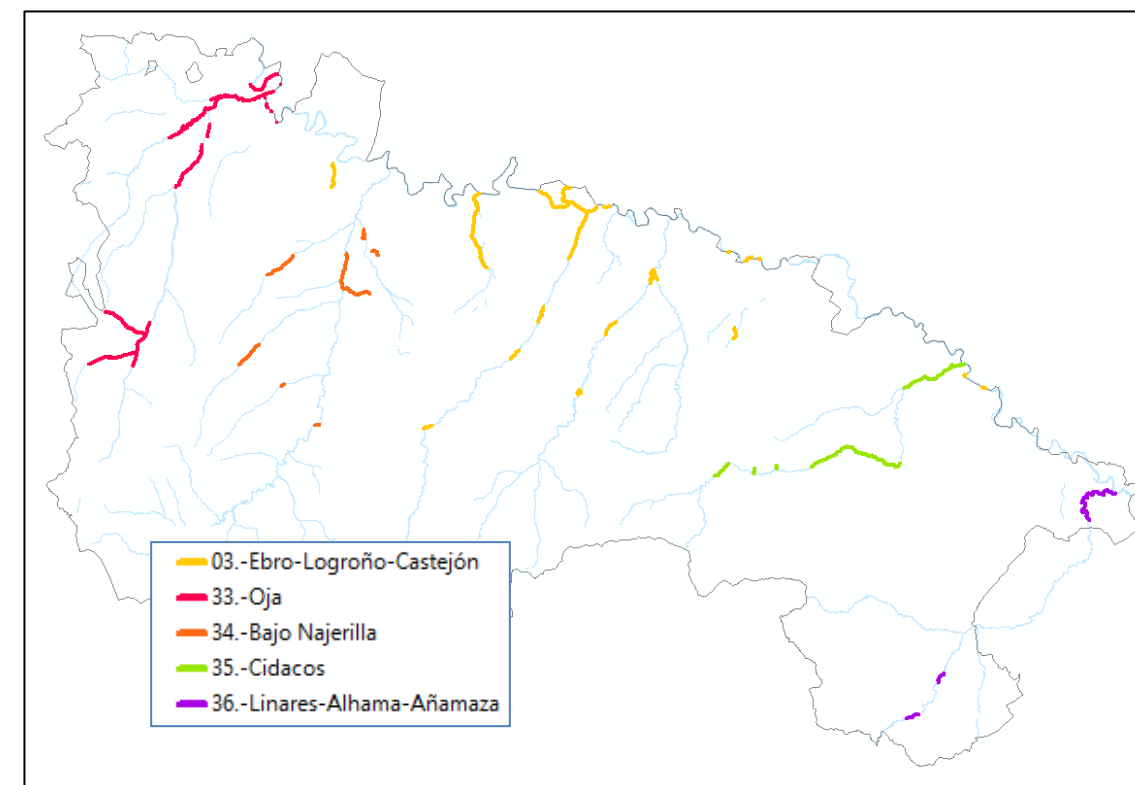 03.-Ebro-Logroño-Castejón
33.-Oja
34.-Bajo Najerilla
35.-Cidacos
36.-Linares-Alhama-Añamaza